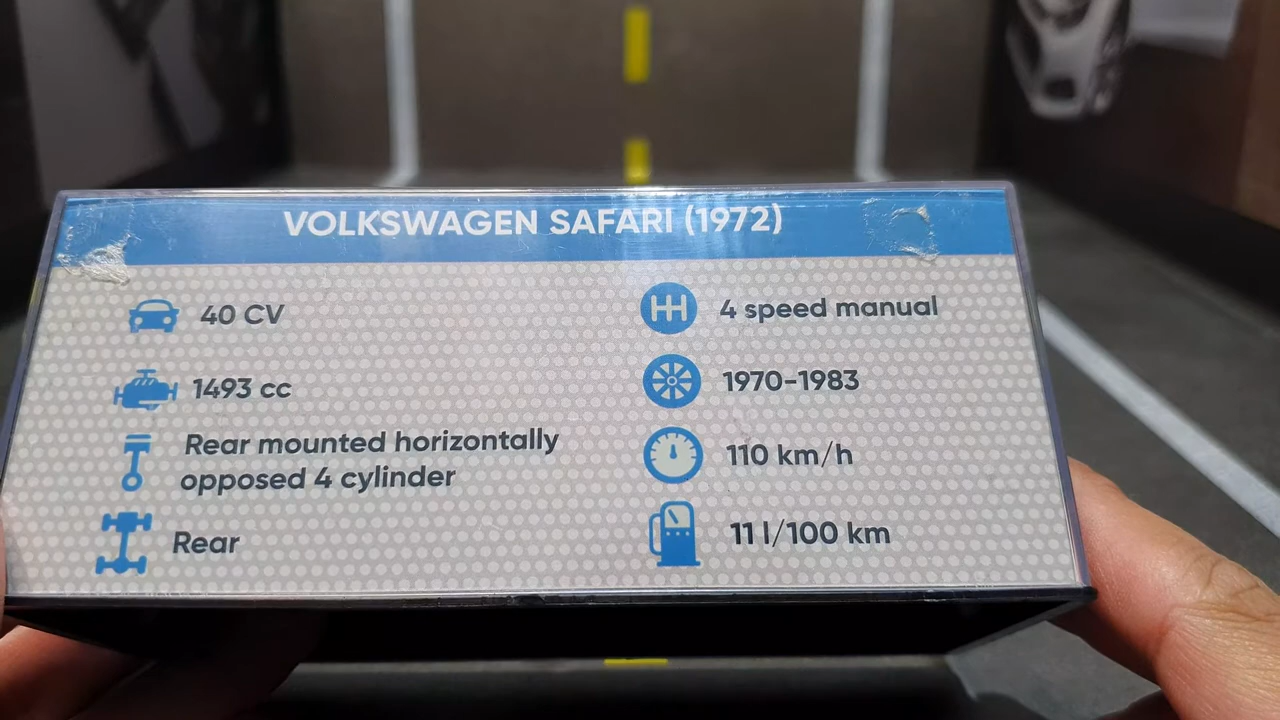 VOLKSWAGEN SAFARI (1972)
40 CV
1493 cc
Rear mounted horizontally
opposed 4 cylinder
Rear
4 speed manual
1970-1983
110 km/h
11 l/100 km